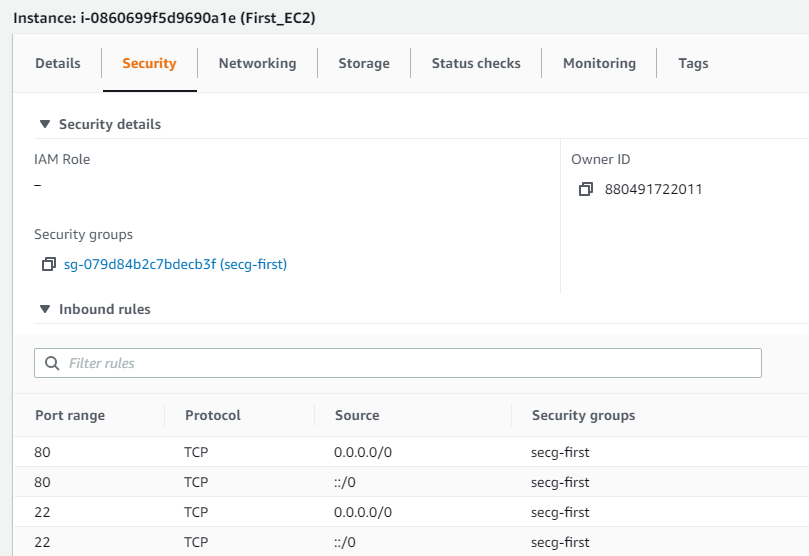 Instance: i-0860699f5d9690a1e (First_EC2)
Details Security Networking Storage Status checks Monitoring Tags
Security details
IAM Role Owner ID
– 880491722011
Security groups
sg-079d84b2c7bdecb3f (secg-first)
Inbound rules
Filter rules
Port range Protocol Source Security groups
80 TCP 0.0.0.0/0 secg-first
80 TCP ::/0 secg-first
22 TCP 0.0.0.0/0 secg-first
22 TCP ::/0 secg-first